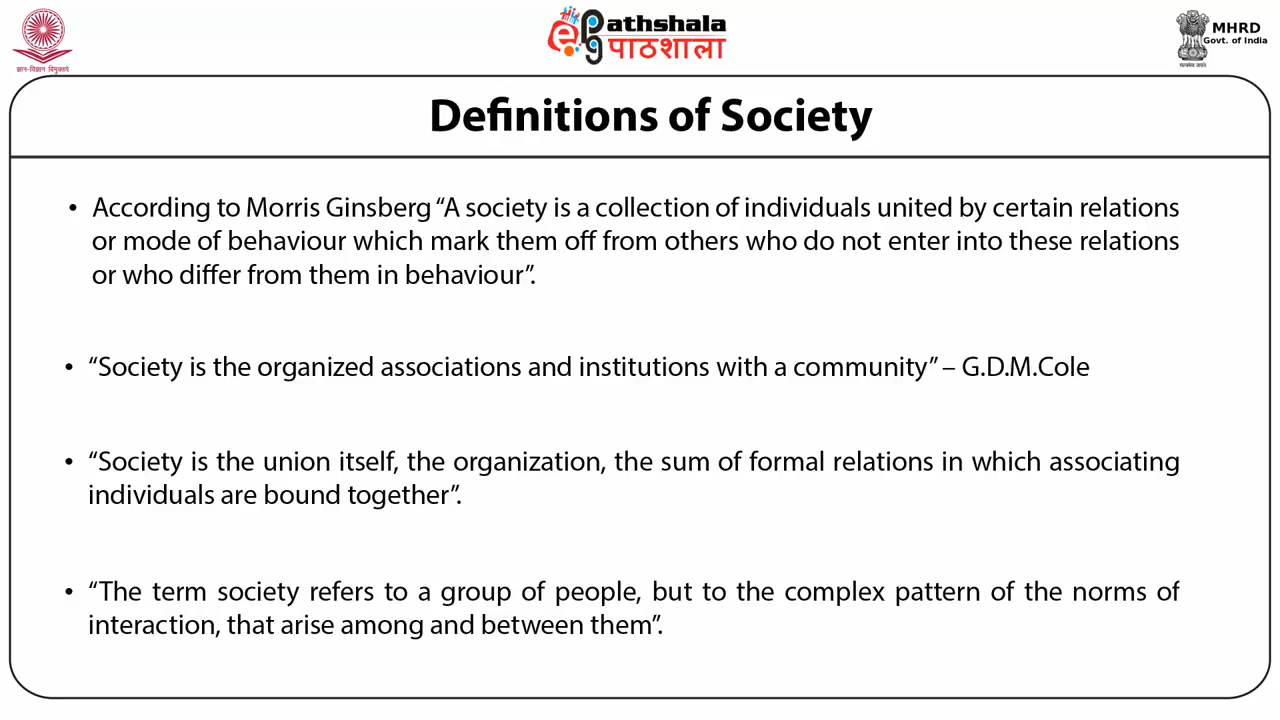 ज्ञान-विज्ञान विमुक्तये
ePG Pathshala
पाठशाला
MHRD
Govt. of India
सत्यमेव जयते
Definitions of Society
• According to Morris Ginsberg “A society is a collection of individuals united by certain relations
or mode of behaviour which mark them off from others who do not enter into these relations
or who differ from them in behaviour”.
• “Society is the organized associations and institutions with a community” – G.D.M.Cole
• “Society is the union itself, the organization, the sum of formal relations in which associating
individuals are bound together”.
• “The term society refers to a group of people, but to the complex pattern of the norms of
interaction, that arise among and between them”.